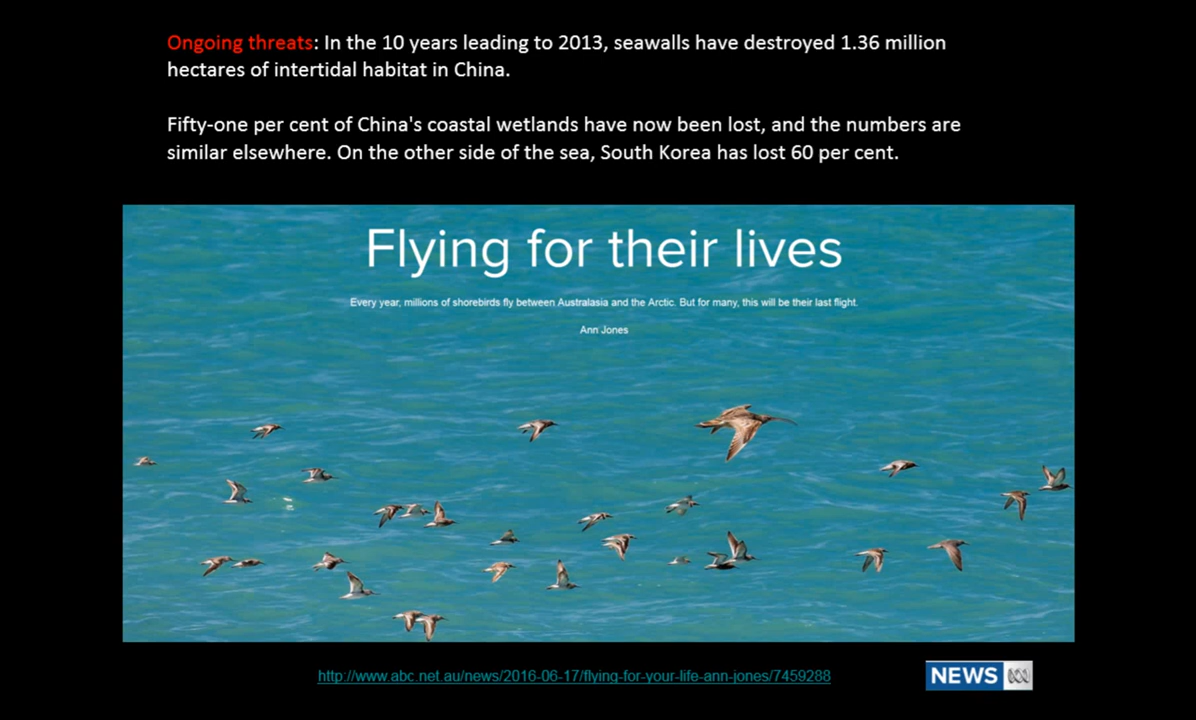 Ongoing threats: In the 10 years leading to 2013, seawalls have destroyed 1.36 million
hectares of intertidal habitat in China.
Fifty-one per cent of China's coastal wetlands have now been lost, and the numbers are
similar elsewhere. On the other side of the sea, South Korea has lost 60 per cent.
Flying for their lives
Every year, millions of shorebirds fly between Australasia and the Arctic. But for many, this will be their last flight.
Ann Jones
http://www.abc.net.au/news/2016-06-17/flying-for-your-life-ann-jones/7459288
NEWS